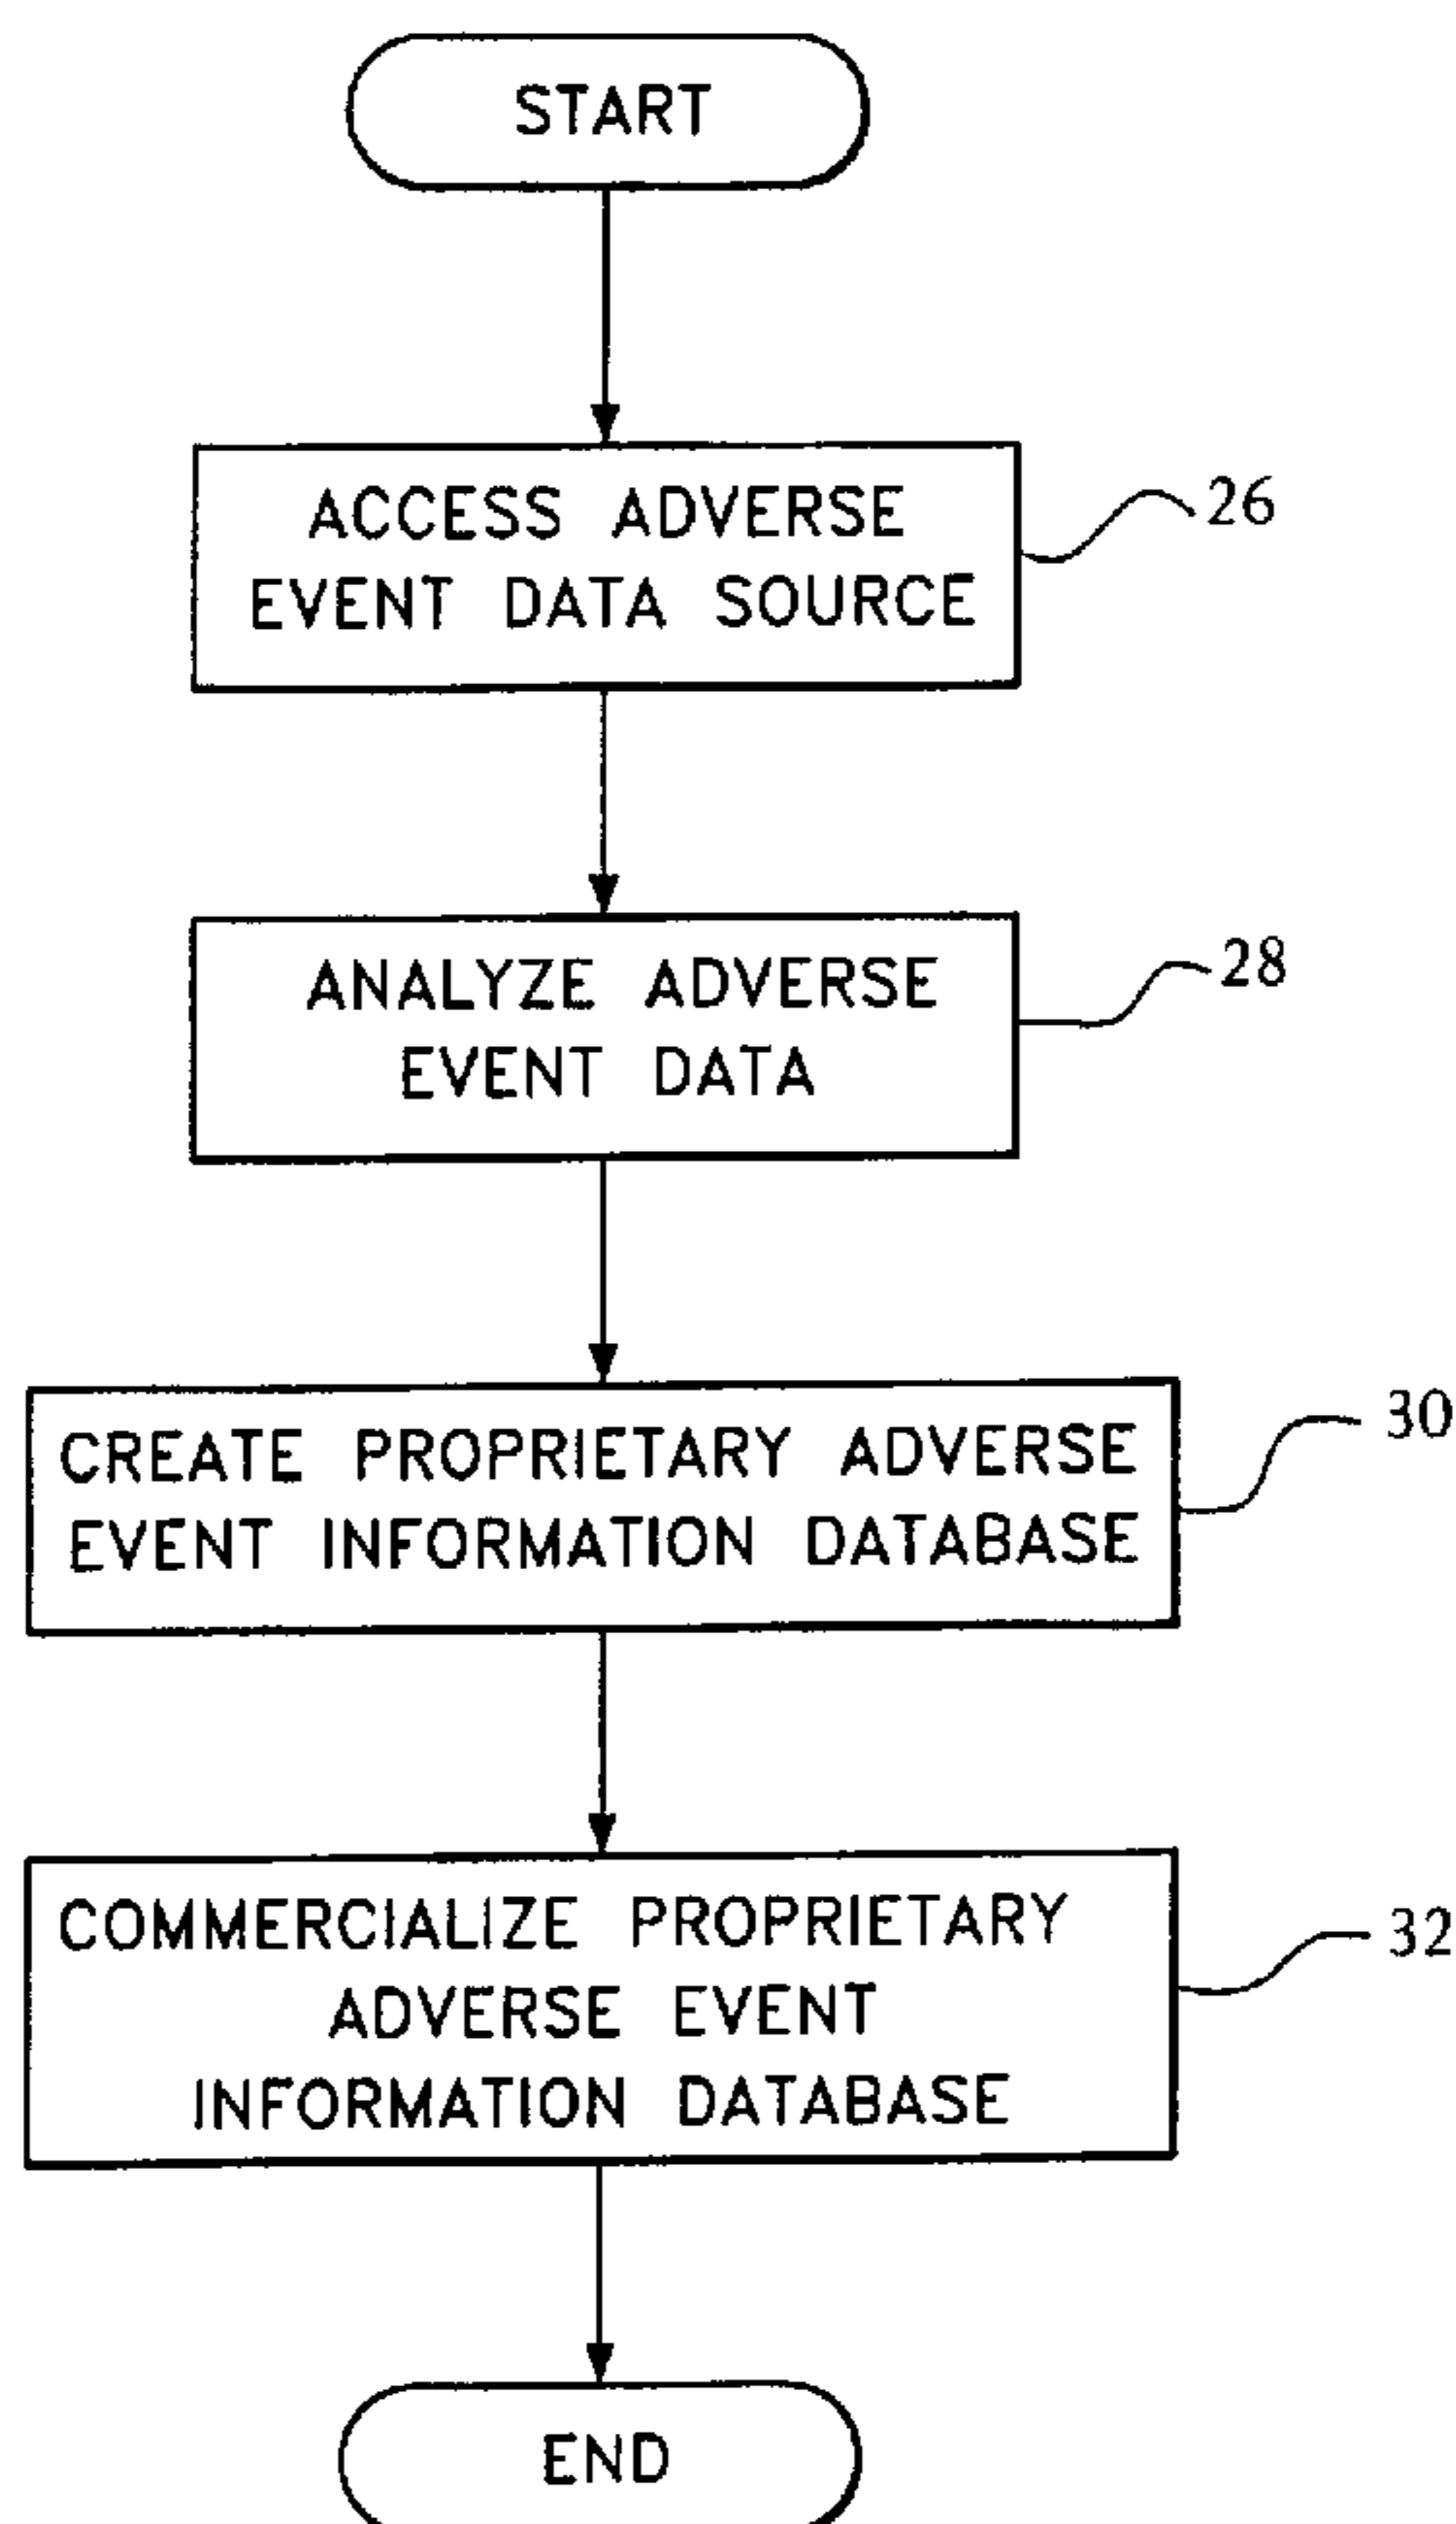 START
ACCESS ADVERSE
EVENT DATA SOURCE
26
ANALYZE ADVERSE
EVENT DATA
28
CREATE PROPRIETARY ADVERSE
EVENT INFORMATION DATABASE
30
COMMERCIALIZE PROPRIETARY
ADVERSE EVENT
INFORMATION DATABASE
32
END